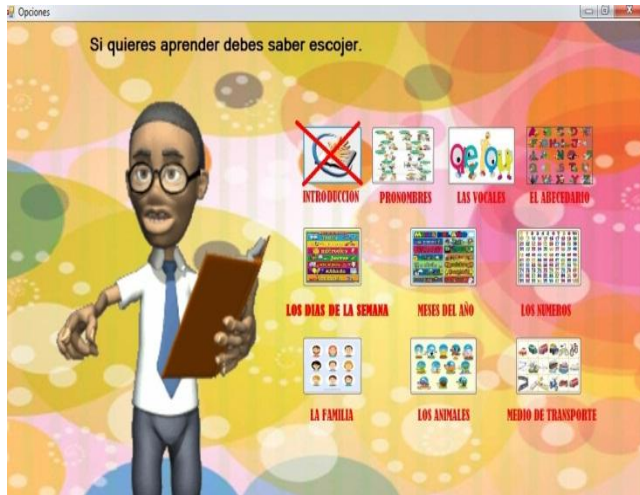 Opciones
Si quieres aprender debes saber escojer.
INTRODUCCION
PRONOMBRES
LAS VOCALES
EL ABECEDARIO
LOS DIAS DE LA SEMANA
MESES DEL AÑO
LOS NUMEROS
LA FAMILIA
LOS ANIMALES
MEDIO DE TRANSPORTE